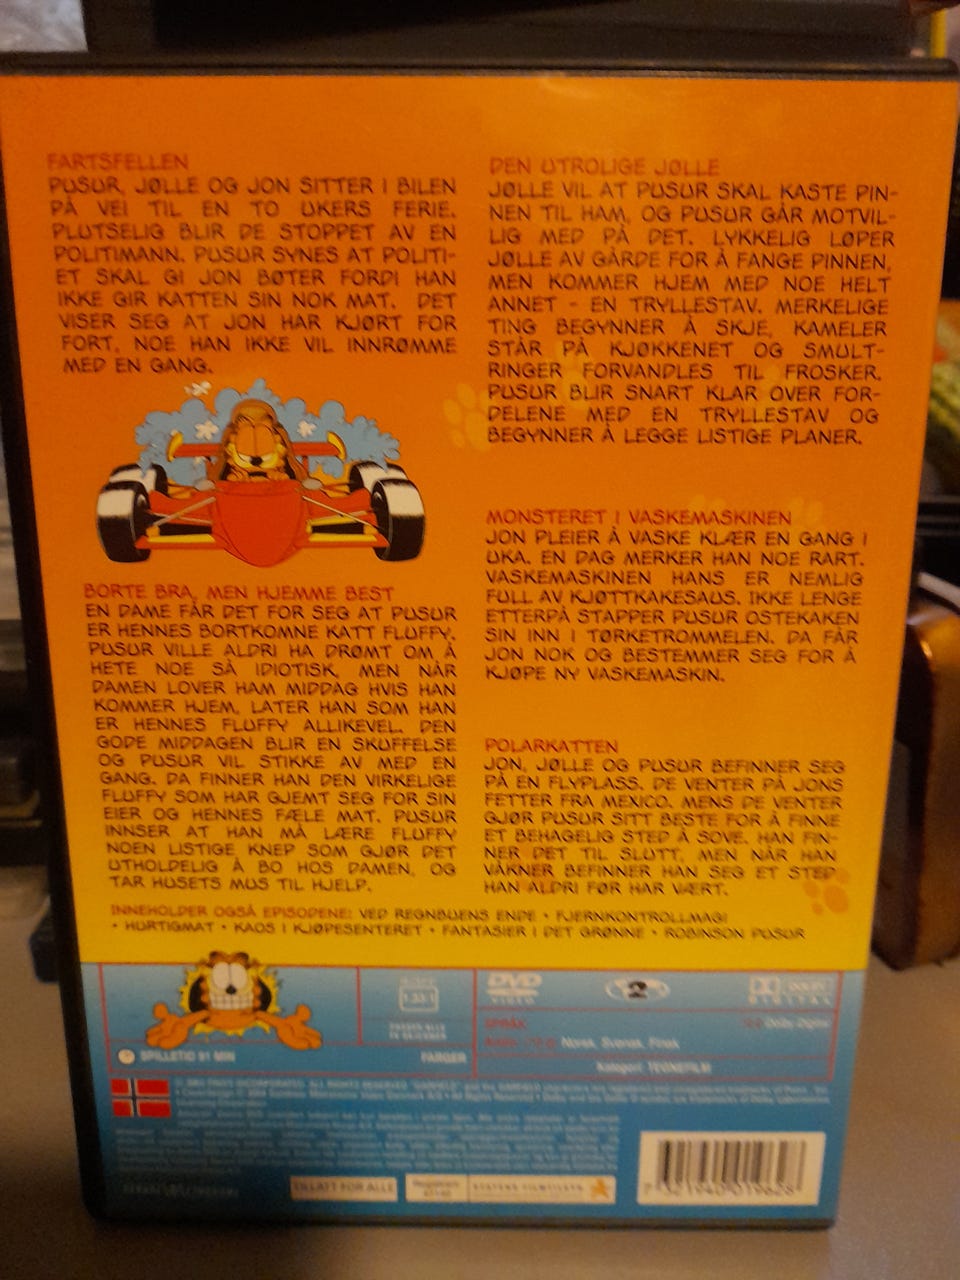 FARTSFELLEN
PUSUR, JØLLE OG JON SITTER I BILEN
PÅ VEI TIL EN TO UKERS FERIE.
PLUTSELIG BLIR DE STOPPET AV EN
POLITIMANN. PUSUR SYNES AT POLITI-
ET SKAL GI JON BØTER FORDI HAN
IKKE GIR KATTEN SIN NOK MAT. DET
VISER SEG AT JON HAR KJØRT FOR
FORT, NOE HAN IKKE VIL INNRØMME
MED EN GANG.
BORTE BRA, MEN HJEMME BEST
EN DAME FÅR DET FOR SEG AT PUSUR
ER HENNES BORTKOMNE KATT FLUFFY.
PUSUR VILLE ALDRI HA DRØMT OM Å
HETE NOE SÅ IDIOTISK, MEN NÅR
DAMEN LOVER HAM MIDDAG HVIS HAN
KOMMER HJEM, LATER HAN SOM HAN
ER HENNES FLUFFY ALLIKEVEL. DEN
GODE MIDDAGEN BLIR EN SKUFFELSE
OG PUSUR VIL STIKKE AV MED EN
GANG. DA FINNER HAN DEN VIRKELIGE
FLUFFY SOM HAR GJEMT SEG FOR SIN
EIER OG HENNES FÆLE MAT. PUSUR
INNSER AT HAN MÅ LÆRE FLUFFY
NOEN LISTIGE KNEP SOM GJØR DET
UTHOLDELIG Å BO HOS DAMEN, OG
TAR HUSETS MUS TIL HJELP.
DEN UTROLIGE JØLLE
JØLLE VIL AT PUSUR SKAL KASTE PIN-
NEN TIL HAM, OG PUSUR GÅR MOTVIL-
LIG MED PÅ DET. LYKKELIG LØPER
JØLLE AV GÅRDE FOR Å FANGE PINNEN,
MEN KOMMER HJEM MED NOE HELT
ANNET - EN TRYLLESTAV. MERKELIGE
TING BEGYNNER Å SKJE, KAMELER
STÅR PÅ KJØKKENET OG SMULT-
RINGER FORVANDLES TIL FROSKER.
PUSUR BLIR SNART KLAR OVER FOR-
DELENE MED EN TRYLLESTAV OG
BEGYNNER Å LEGGE LISTIGE PLANER.
MONSTERET I VASKEMASKINEN
JON PLEIER Å VASKE KLÆR EN GANG I
UKA. EN DAG MERKER HAN NOE RART.
VASKEMASKINEN HANS ER NEMLIG
FULL AV KJØTTKAKESAUS. IKKE LENGE
ETTERPÅ STAPPER PUSUR OSTEKAKEN
SIN INN I TØRKETROMMELEN. DA FÅR
JON NOK OG BESTEMMER SEG FOR Å
KJØPE NY VASKEMASKIN.
POLARKATTEN
JON, JØLLE OG PUSUR BEFINNER SEG
PÅ EN FLYPLASS. DE VENTER PÅ JONS
FETTER FRA MEXICO. MENS DE VENTER
GJØR PUSUR SITT BESTE FOR Å FINNE
ET BEHAGELIG STED Å SOVE. HAN FIN-
NER DET TIL SLUTT, MEN NÅR HAN
VÅKNER BEFINNER HAN SEG ET STED
HAN ALDRI FØR HAR VÆRT.
INNEHOLDER OGSÅ EPISODENE: VED REGNBUENS ENDE • FJERNKONTROLLMAGI
• HURTIGMAT • KAOS I KJØPESENTERET • FANTASIER I DET GRØNNE • ROBINSON PUSUR
1.33:1
DVD
VIDEO
2
DOLBY
DIGITAL
SPRÅK
Dolby Digital
Norsk, Svensk, Finsk
SPILLETID 91 MIN
FARGER
Kategori: TEGNEFILM
TILLATT FOR ALLE
7 321940 019628